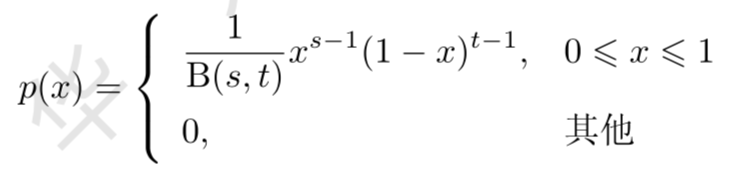 p(x) = { 1/B(s, t) x^{s−1}(1 − x)^{t−1}, 0 ⩽ x ⩽ 1
0, 其他